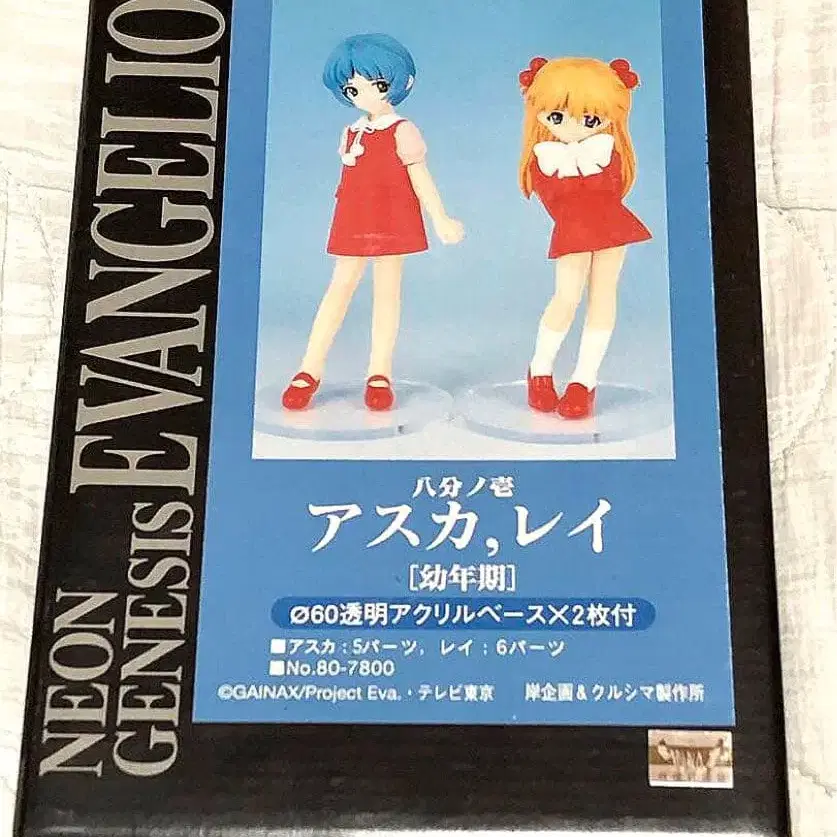 NEON
GENESIS EVANGELIO
八分ノ壱
アスカ,レイ
[幼年期]
Ø60透明アクリルベース×2枚付
■アスカ：5パーツ, レイ：6パーツ
■No.80-7800
©GAINAX/Project Eva.・テレビ東京 岸企画&クルシマ製作所